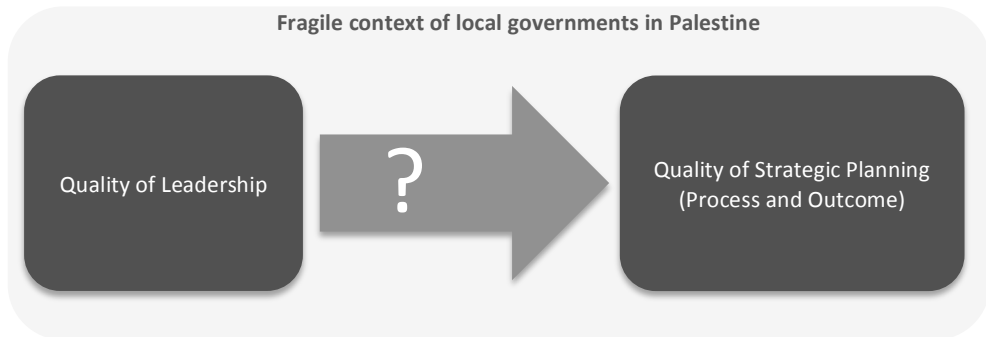 Fragile context of local governments in Palestine
Quality of Leadership
?
Quality of Strategic Planning
(Process and Outcome)